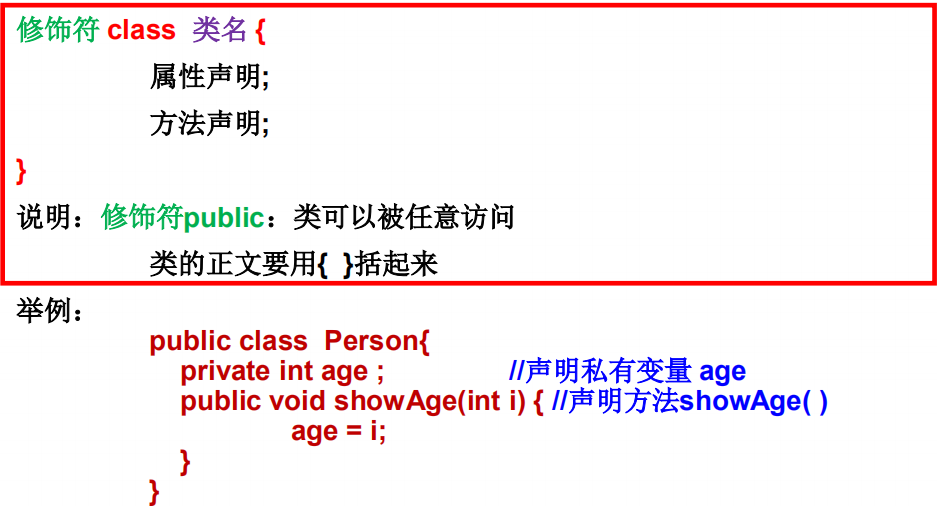 修饰符 class 类名 {
属性声明;
方法声明;
}
说明：修饰符public：类可以被任意访问
类的正文要用{ }括起来
举例：
public class Person{
private int age ; //声明私有变量 age
public void showAge(int i) { //声明方法showAge( )
age = i;
}
}